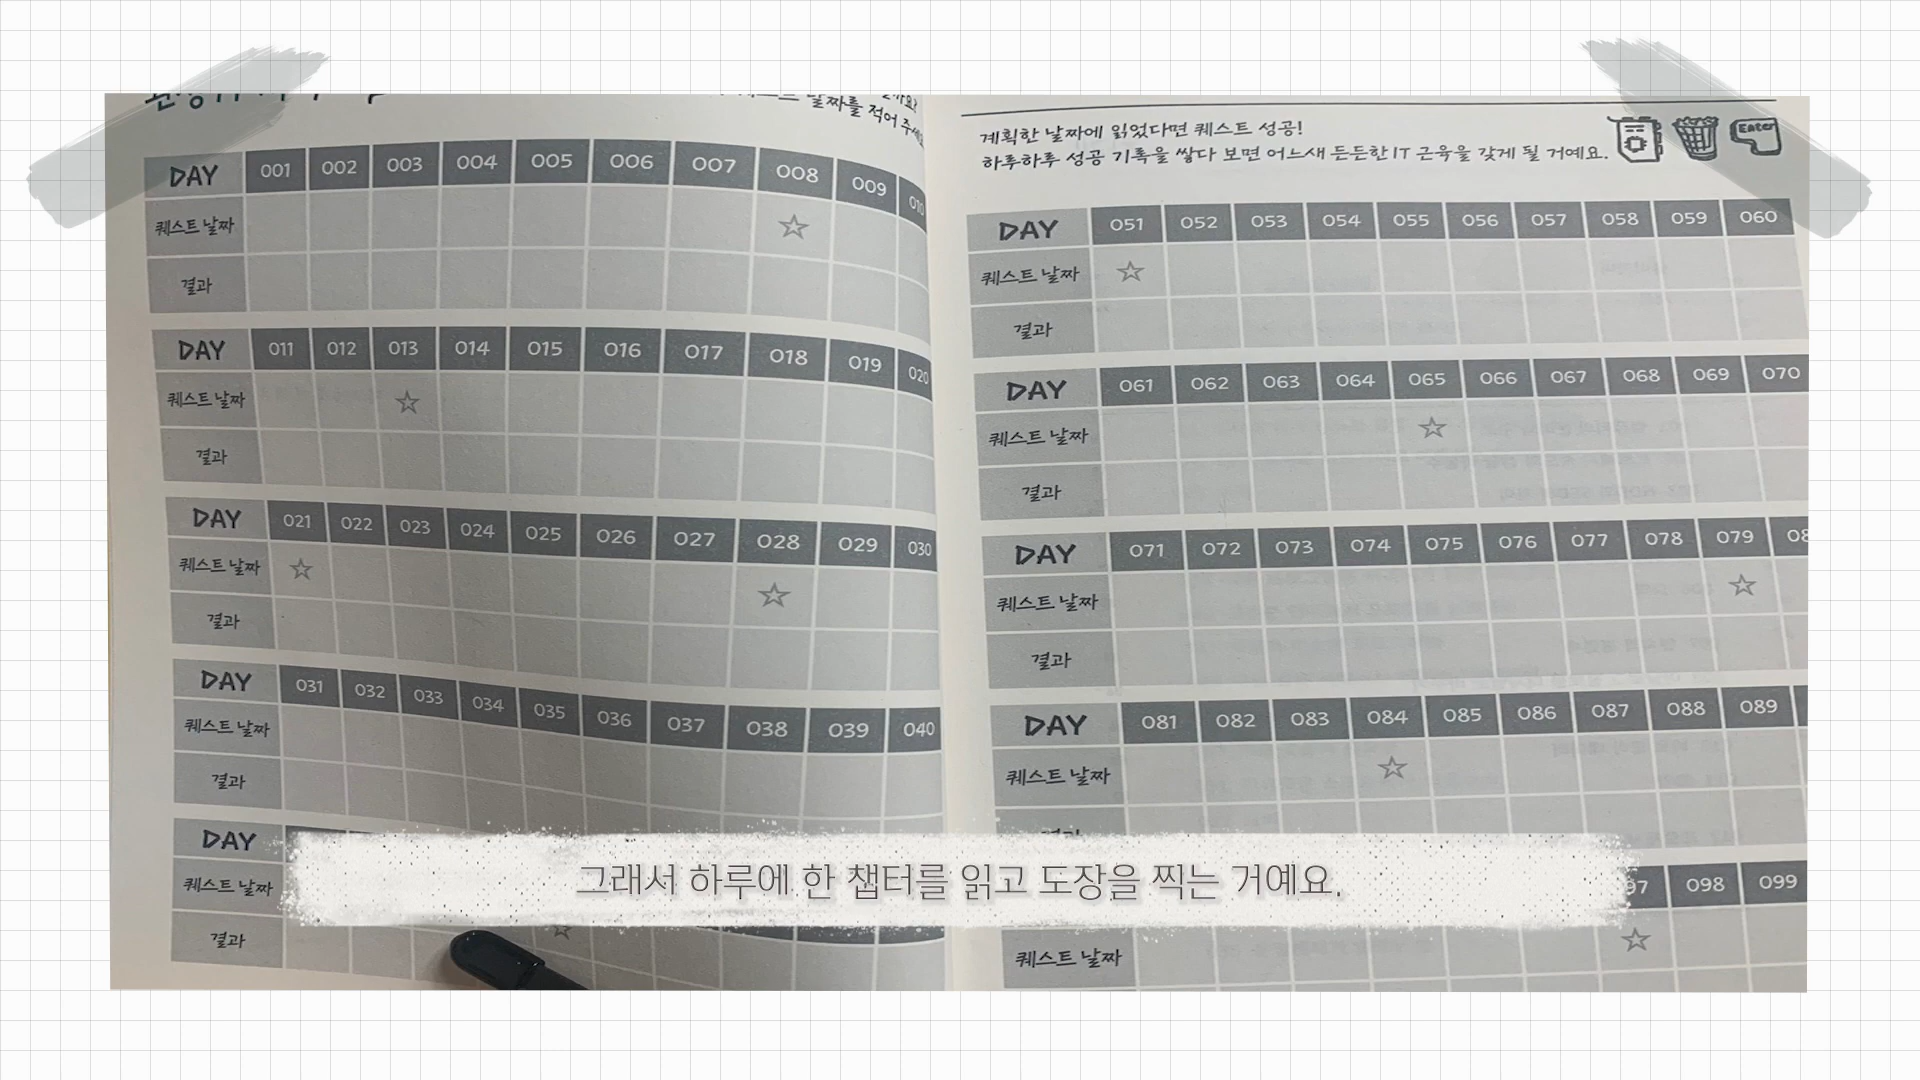 날짜를 적어
DAY 001 002 003 004 005 006 007 008 009 010
퀘스트 날짜
결과
DAY 011 012 013 014 015 016 017 018 019 020
퀘스트 날짜
결과
DAY 021 022 023 024 025 026 027 028 029 030
퀘스트 날짜
결과
DAY 031 032 033 034 035 036 037 038 039 040
퀘스트 날짜
결과
DAY
퀘스트 날짜
결과
계획한 날짜에 읽었다면 퀘스트 성공!
하루하루 성공 기록을 쌓다 보면 어느새 든든한 IT 근육을 갖게 될 거예요.
Enter
DAY 051 052 053 054 055 056 057 058 059 060
퀘스트 날짜
결과
DAY 061 062 063 064 065 066 067 068 069 070
퀘스트 날짜
결과
DAY 071 072 073 074 075 076 077 078 079
퀘스트 날짜
결과
DAY 081 082 083 084 085 086 087 088 089
퀘스트 날짜
098 099
퀘스트 날짜
그래서 하루에 한 챕터를 읽고 도장을 찍는 거예요.